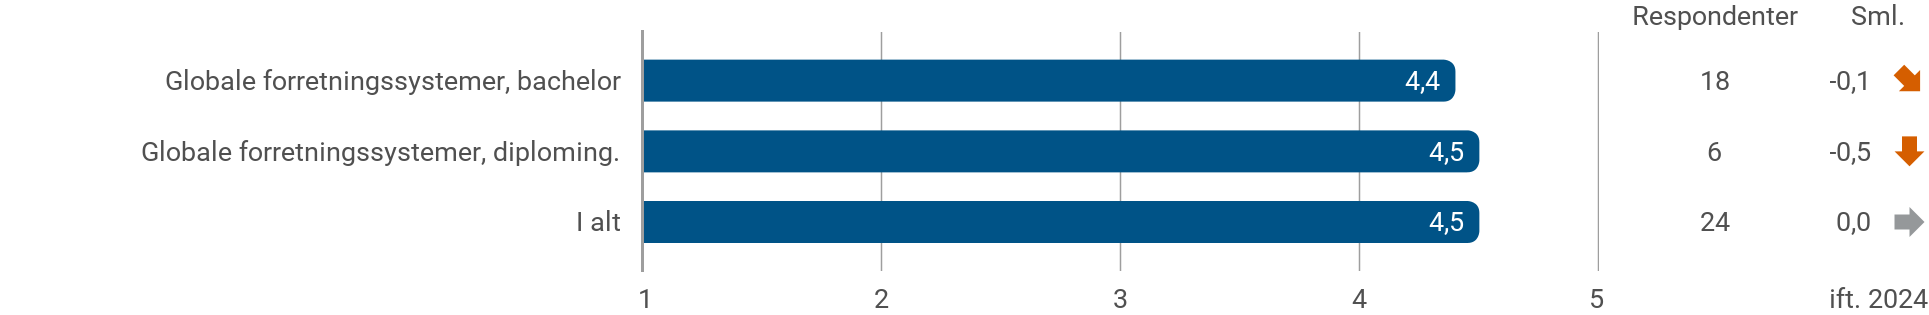 Respondenter Sml.
Globale forretningssystemer, bachelor 4,4 18 -0,1
Globale forretningssystemer, diploming. 4,5 6 -0,5
I alt 4,5 24 0,0
1 2 3 4 5 ift. 2024